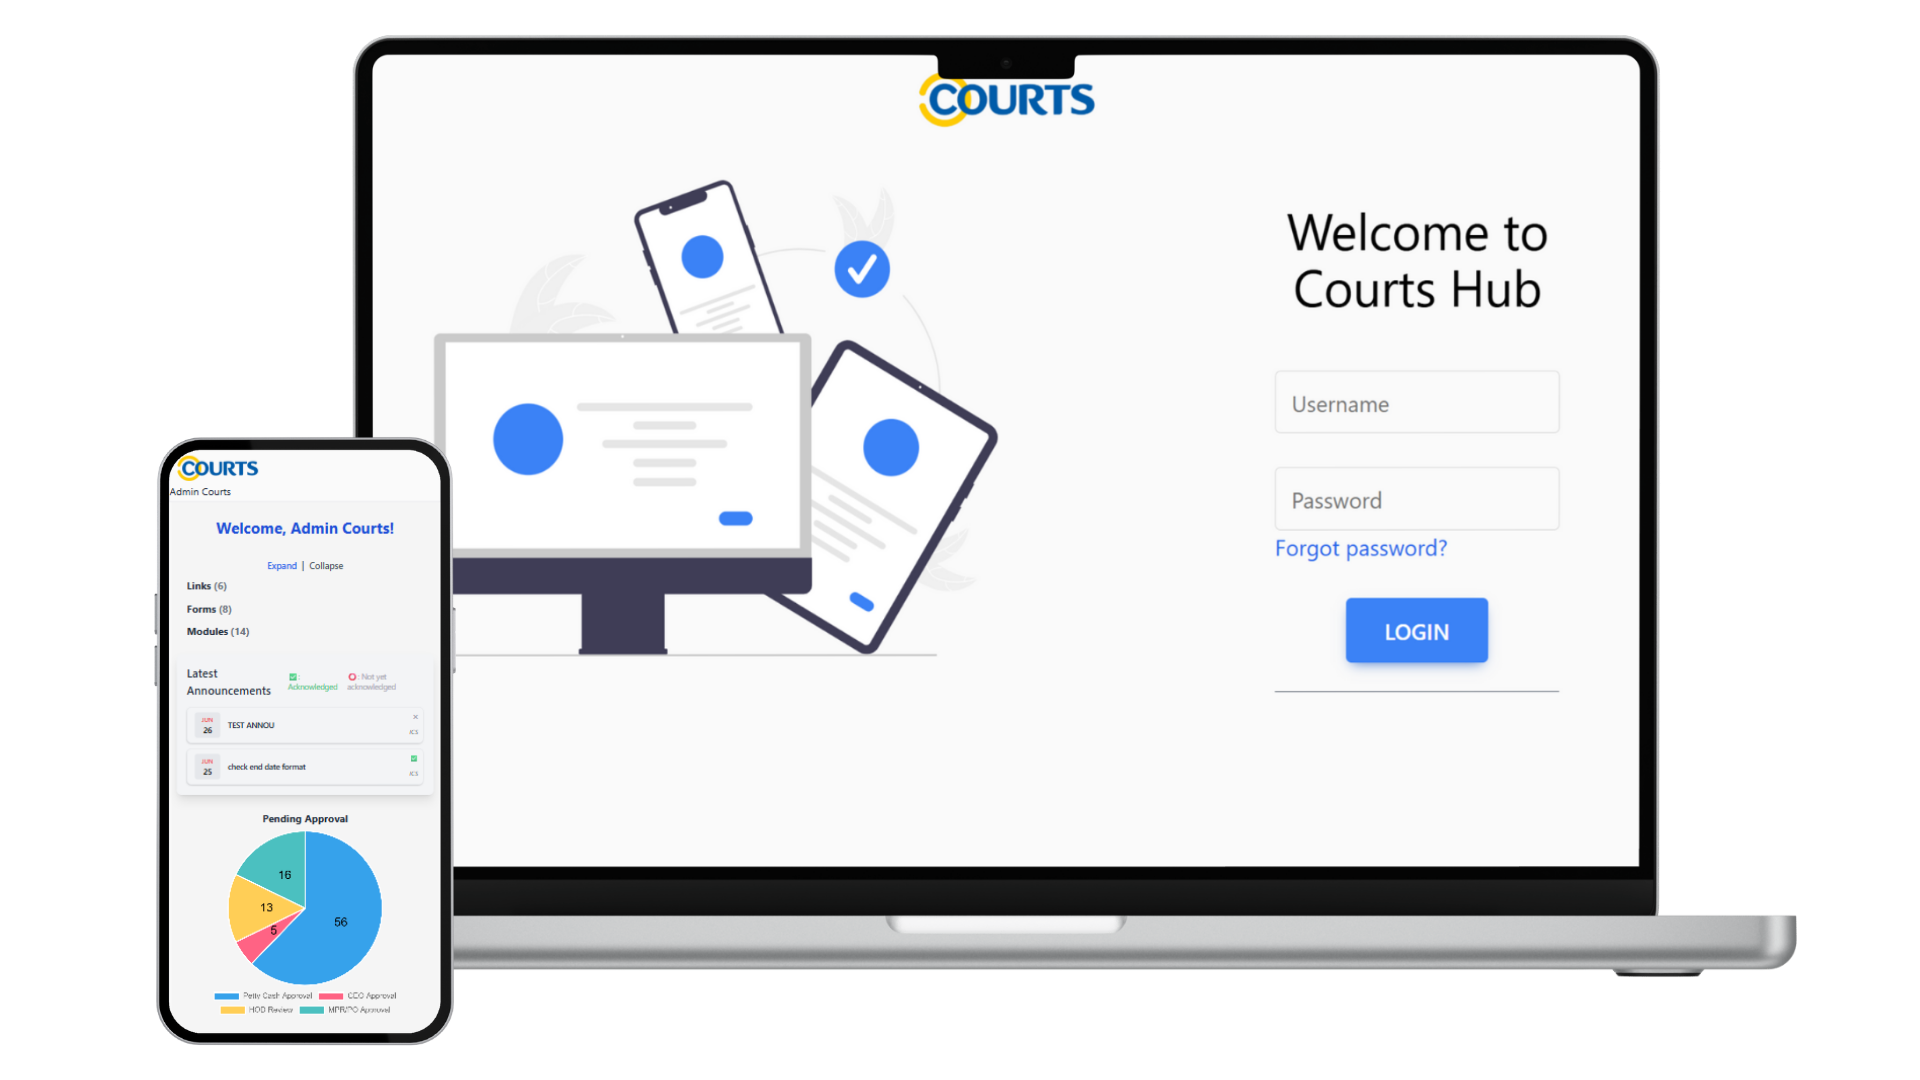 COURTS
Welcome to
Courts Hub
Username
Password
Forgot password?
LOGIN
COURTS
Admin Courts
Welcome, Admin Courts!
Expand | Collapse
Links (6)
Forms (8)
Modules (14)
Latest
Announcements
: Acknowledged
: Not yet acknowledged
JUN
26
TEST ANNOU
ICS
JUN
25
check end date format
ICS
Pending Approval
16
13
5
56
Petty Cash Approval
CEO Approval
HOD Review
MPR/PO Approval